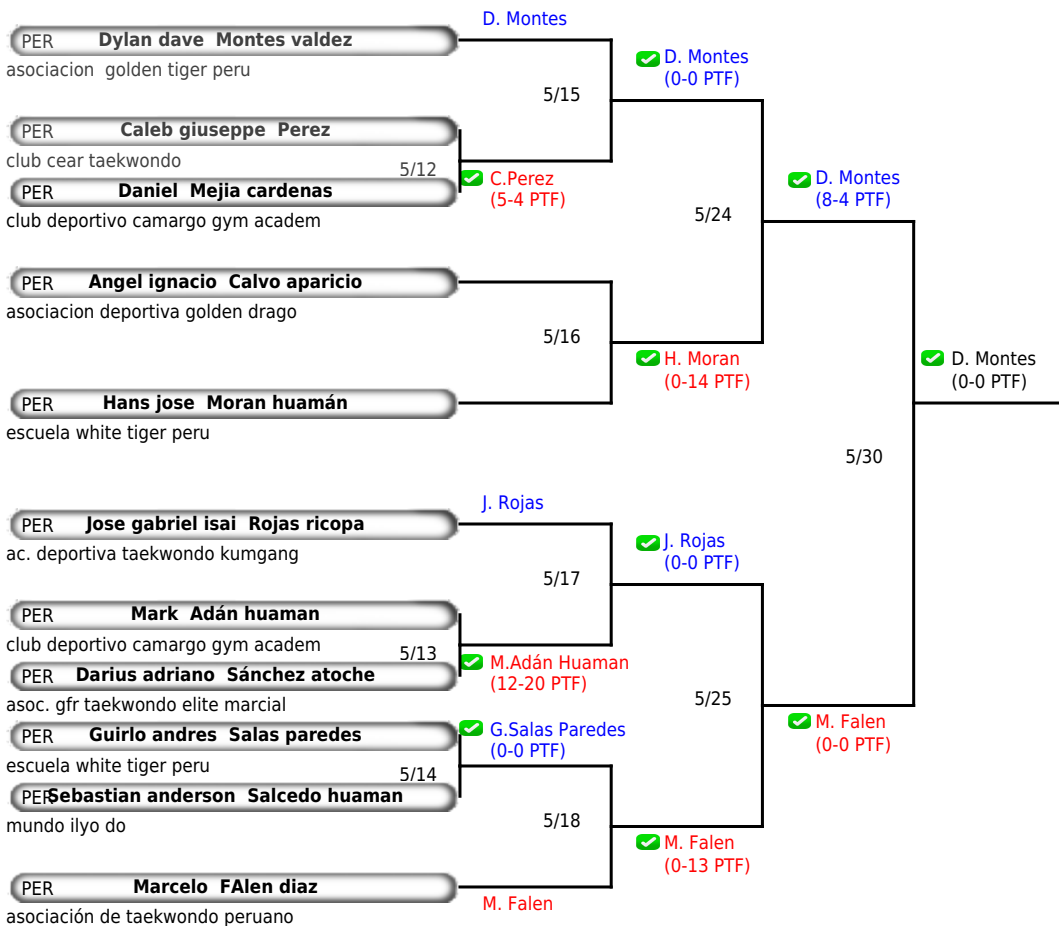 D. Montes
PER Dylan dave Montes valdez
asociacion golden tiger peru
D. Montes
(0-0 PTF)
5/15
PER Caleb giuseppe Perez
club cear taekwondo
5/12
C.Perez
(5-4 PTF)
PER Daniel Mejia cardenas
club deportivo camargo gym academ
D. Montes
(8-4 PTF)
5/24
PER Angel ignacio Calvo aparicio
asociacion deportiva golden drago
5/16
H. Moran
(0-14 PTF)
D. Montes
(0-0 PTF)
PER Hans jose Moran huamán
escuela white tiger peru
5/30
J. Rojas
PER Jose gabriel isai Rojas ricopa
ac. deportiva taekwondo kumgang
J. Rojas
(0-0 PTF)
5/17
PER Mark Adán huaman
club deportivo camargo gym academ
5/13
M.Adán Huaman
(12-20 PTF)
PER Darius adriano Sánchez atoche
asoc. gfr taekwondo elite marcial
5/25
PER Guirlo andres Salas paredes
G.Salas Paredes
(0-0 PTF)
M. Falen
(0-0 PTF)
escuela white tiger peru
5/14
PER Sebastian anderson Salcedo huaman
mundo ilyo do
5/18
M. Falen
(0-13 PTF)
PER Marcelo FAlen diaz
M. Falen
asociación de taekwondo peruano